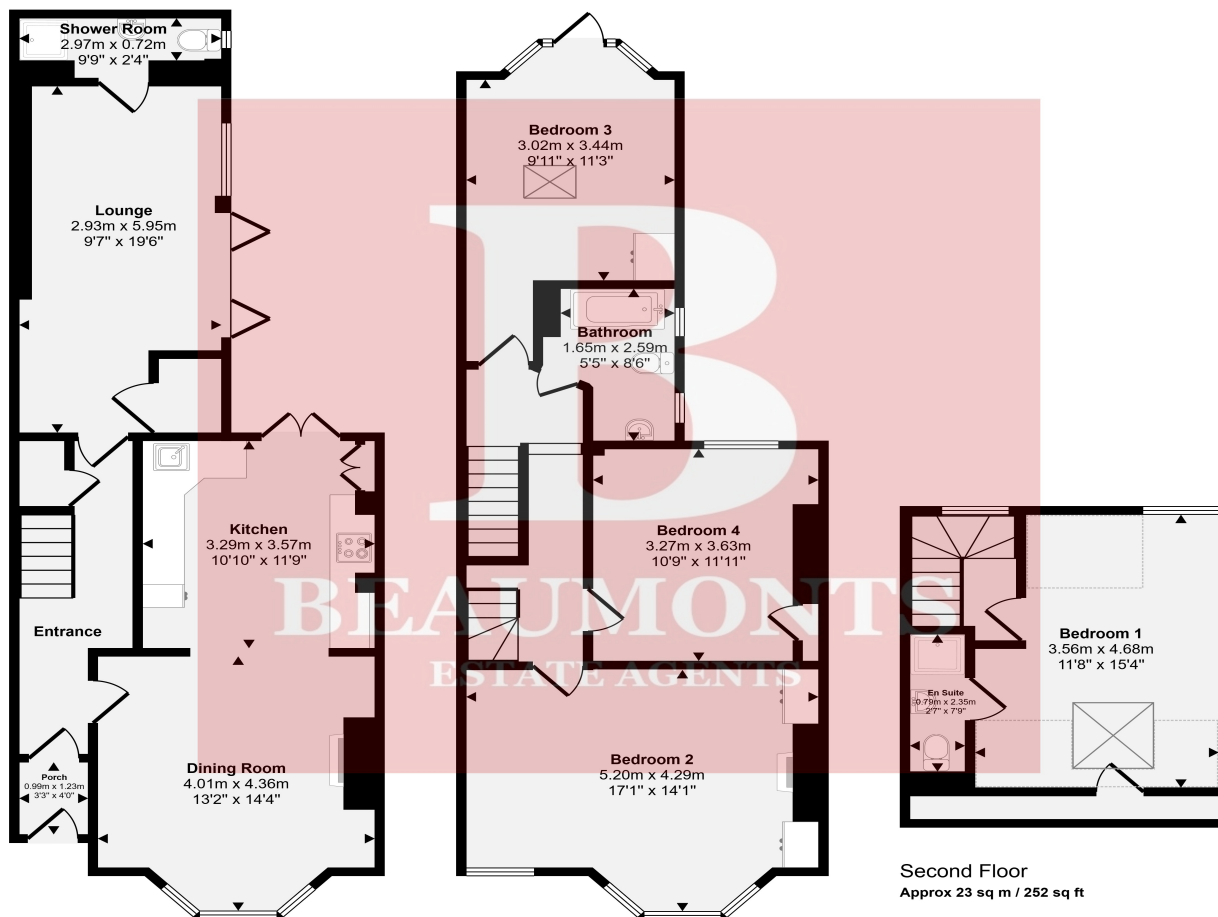 Shower Room
2.97m x 0.72m
9'9" x 2'4"
Lounge
2.93m x 5.95m
9'7" x 19'6"
Kitchen
3.29m x 3.57m
10'10" x 11'9"
Entrance
Porch
0.99m x 1.23m
3'3" x 4'0"
Dining Room
4.01m x 4.36m
13'2" x 14'4"
Bedroom 3
3.02m x 3.44m
9'11" x 11'3"
Bathroom
1.65m x 2.59m
5'5" x 8'6"
Bedroom 4
3.27m x 3.63m
10'9" x 11'11"
Bedroom 2
5.20m x 4.29m
17'1" x 14'1"
Bedroom 1
3.56m x 4.68m
11'8" x 15'4"
En Suite
0.79m x 2.35m
2'7" x 7'9"
Second Floor
Approx 23 sq m / 252 sq ft
B
BEAUMONTS
ESTATE AGENTS